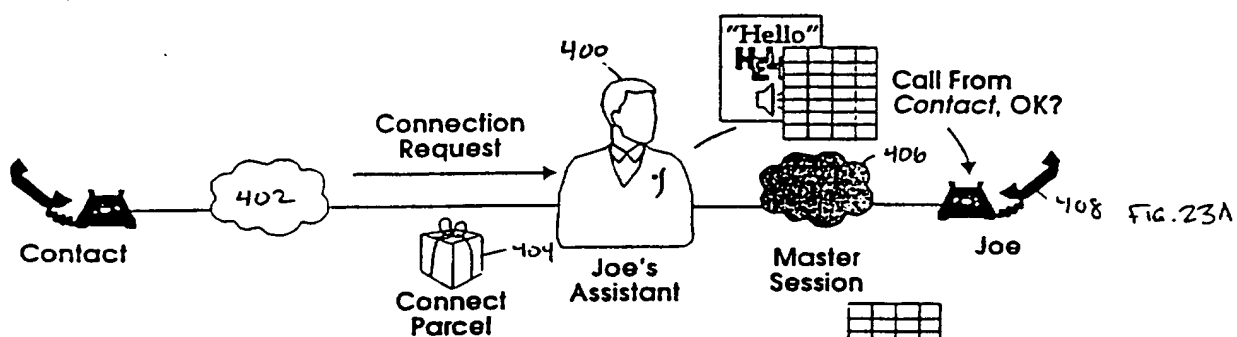 "Hello"
400
Call From
Contact, OK?
Connection
Request
406
402
408
FIG. 23A
Contact
404
Joe's
Assistant
Master
Session
Joe
Connect
Parcel